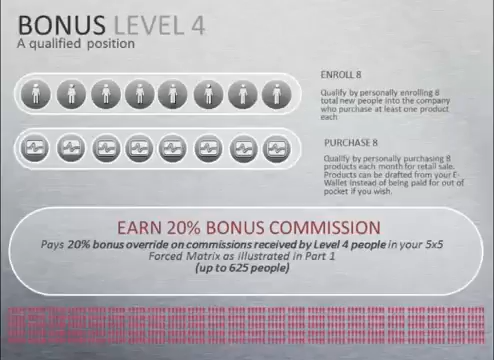 BONUS LEVEL 4
A qualified position
ENROLL 8
Qualify by personally enrolling 8
total new people into the company
who purchase at least one product
each
PURCHASE 8
Qualify by personally purchasing 8
products each month for retail sale.
Products can be drafted from your E-
Wallet instead of being paid for out of
pocket if you wish.
EARN 20% BONUS COMMISSION
Pays 20% bonus override on commissions received by Level 4 people in your 5x5
Forced Matrix as illustrated in Part 1
(up to 625 people)